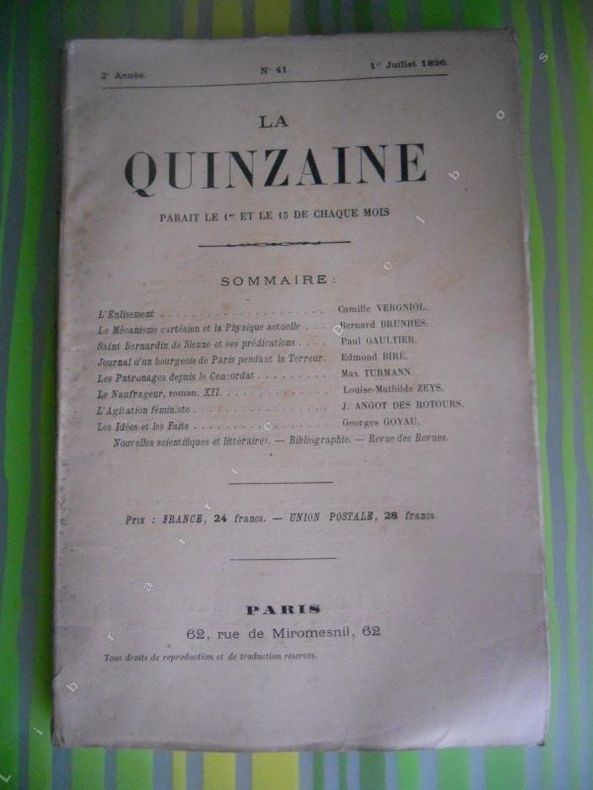 2e Année. N° 41. 1er Juillet 1896.
LA
QUINZAINE
PARAIT LE 1er ET LE 15 DE CHAQUE MOIS
SOMMAIRE :
L'Enlisement . . . . . . . . . . . . . . . . . . . . . Camille VERGNIOL.
Le Mécanisme cartésien et la Physique actuelle . . . Bernard BRUNHES.
Saint Bernardin de Sienne et ses prédications . . . . Paul GAULTIER.
Journal d'un bourgeois de Paris pendant la Terreur. Edmond BIRÉ.
Les Patronages depuis le Concordat . . . . . . . . . Max TURMANN.
Le Naufrageur, roman. XII. . . . . . . . . . . . . . Louise-Mathilde ZEYS.
L'Agitation féministe . . . . . . . . . . . . . . . . . J. ANGOT DES ROTOURS.
Les Idées et les Faits . . . . . . . . . . . . . . . . . Georges GOYAU.
Nouvelles scientifiques et littéraires. — Bibliographie. — Revue des Revues.
Prix : FRANCE, 24 francs. — UNION POSTALE, 28 francs
PARIS
62, rue de Miromesnil, 62
Tous droits de reproduction et de traduction réservés.